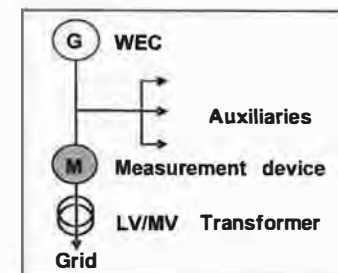 G WEC
Auxiliaries
M Measurement device
LV/MV Transformer
Grid